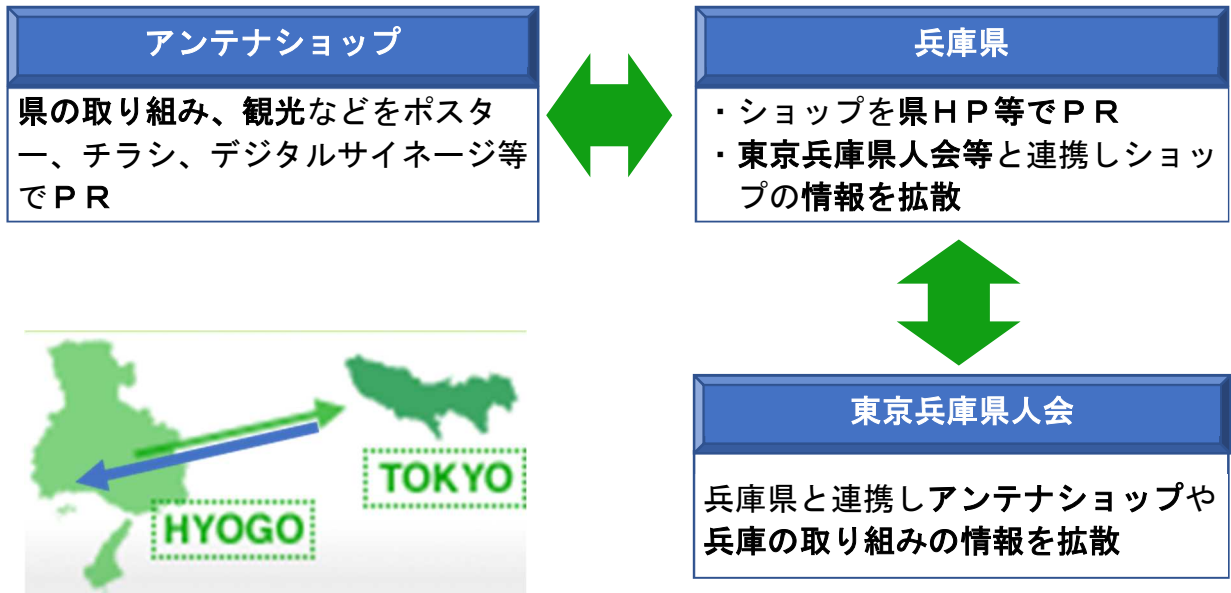 アンテナショップ
県の取り組み、観光などをポスタ
ー、チラシ、デジタルサイネージ等
でＰＲ
兵庫県
・ショップを県ＨＰ等でＰＲ
・東京兵庫県人会等と連携しショッ
プの情報を拡散
東京兵庫県人会
兵庫県と連携しアンテナショップや
兵庫の取り組みの情報を拡散
TOKYO
HYOGO